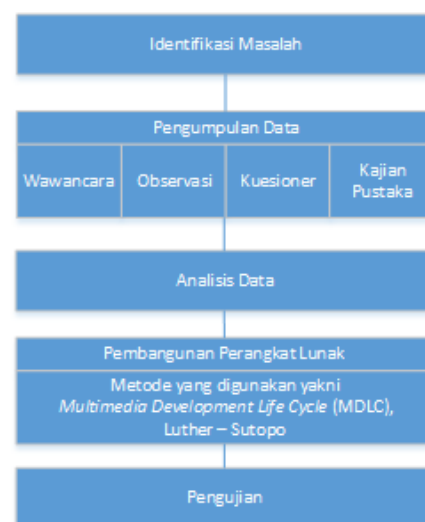 Identifikasi Masalah
Pengumpulan Data
Wawancara
Observasi
Kuesioner
Kajian
Pustaka
Analisis Data
Pembangunan Perangkat Lunak
Metode yang digunakan yakni
Multimedia Development Life Cycle (MDLC),
Luther – Sutopo
Pengujian